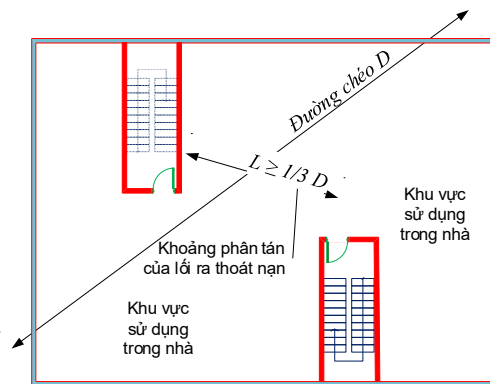 Đường chéo D
L ≥ 1/3 D
Khu vực
sử dụng
trong nhà
Khoảng phân tán
của lối ra thoát nạn
Khu vực
sử dụng
trong nhà